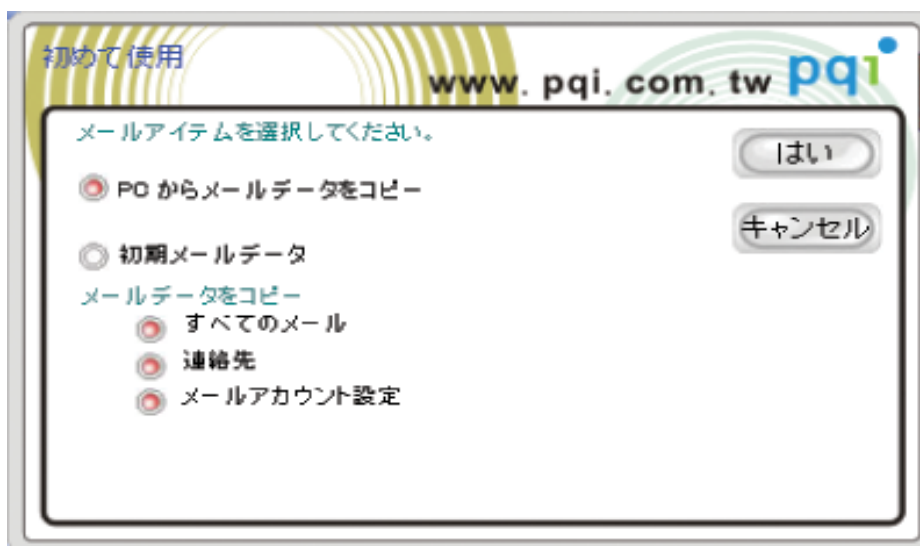 初めて使用
www. pqi. com. tw pqi
メールアイテムを選択してください。
はい
PC からメールデータをコピー
キャンセル
初期メールデータ
メールデータをコピー
すべてのメール
連絡先
メールアカウント設定